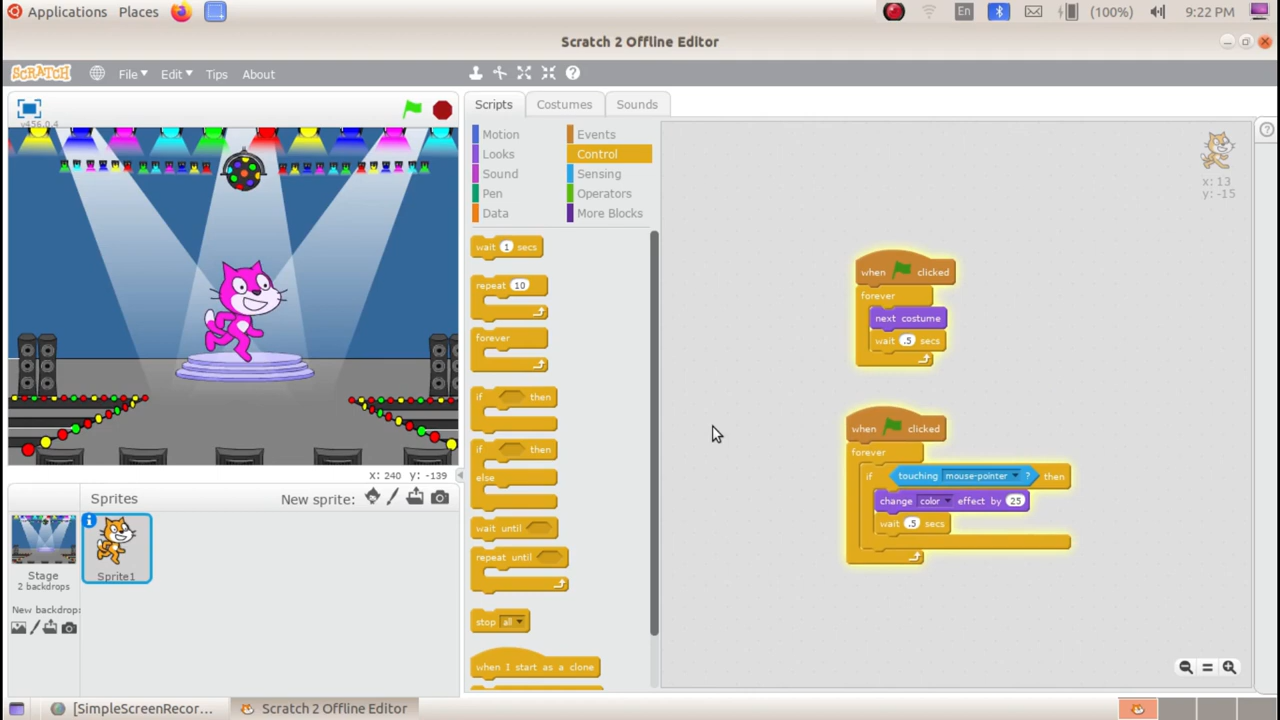 Applications Places En (100%) 9:22 PM
Scratch 2 Offline Editor
SCRATCH File Edit Tips About
v456.0.4
Scripts Costumes Sounds
Motion Events
Looks Control
Sound Sensing
Pen Operators
Data More Blocks
wait 1 secs
repeat 10
forever
if then
if then
else
wait until
repeat until
stop all
when I start as a clone
x: 13
y: -15
when clicked
forever
next costume
wait .5 secs
when clicked
forever
if touching mouse-pointer ? then
change color effect by 25
wait .5 secs
x: 240 y: -139
Sprites New sprite:
Stage
2 backdrops
New backdrop:
Sprite1
[SimpleScreenRecor... Scratch 2 Offline Editor